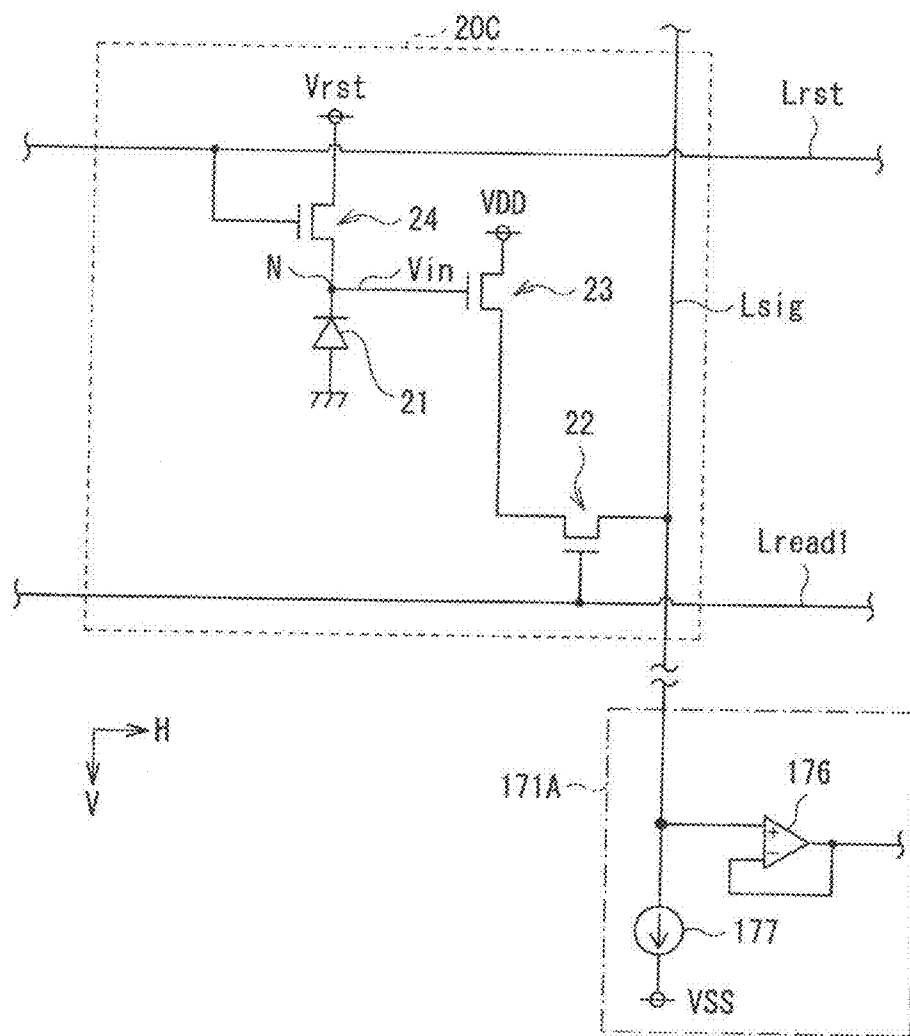 20C
Vrst
Lrst
24
VDD
N
Vin
23
Lsig
21
22
Lread1
H
V
171A
176
+
-
177
VSS